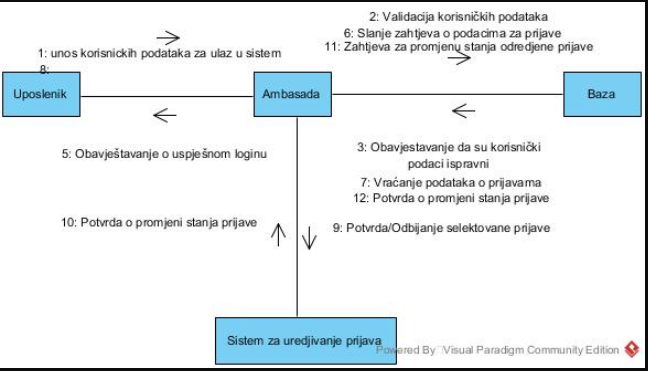 2: Validacija korisničkih podataka
6: Slanje zahtjeva o podacima za prijave
11: Zahtjeva za promjenu stanja odredjene prijave
1: unos korisnickih podataka za ulaz u sistem
8:
Uposlenik
Ambasada
Baza
5: Obavještavanje o uspješnom loginu
3: Obavjestavanje da su korisnički
podaci ispravni
7: Vraćanje podataka o prijavama
12: Potvrda o promjeni stanja prijave
10: Potvrda o promjeni stanja prijave
9: Potvrda/Odbijanje selektovane prijave
Sistem za uredjivanje prijava
Powered By Visual Paradigm Community Edition